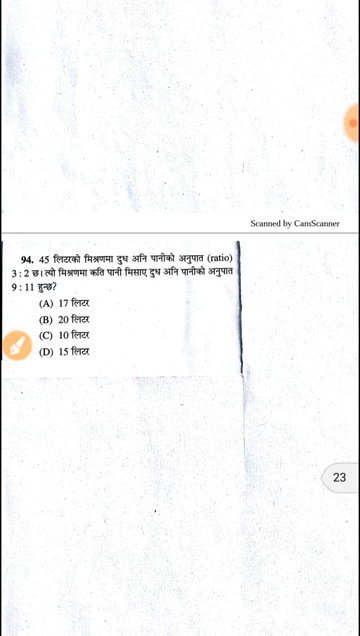 Scanned by CamScanner
94. 45 लिटरको मिश्रणमा दुध अनि पानीको अनुपात (ratio)
3 : 2 छ। त्यो मिश्रणमा कति पानी मिसाए दुध अनि पानीको अनुपात
9 : 11 हुन्छ?
(A) 17 लिटर
(B) 20 लिटर
(C) 10 लिटर
(D) 15 लिटर
23